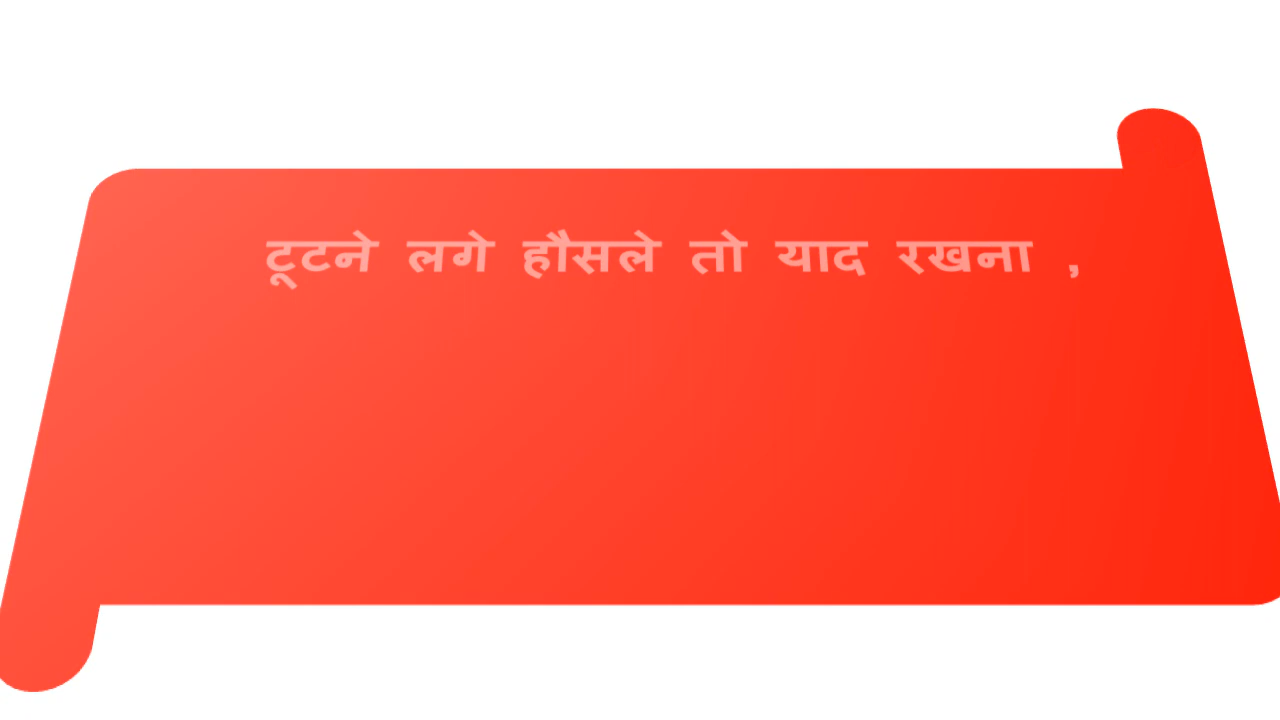 टूटने लगे हौसले तो याद रखना ,